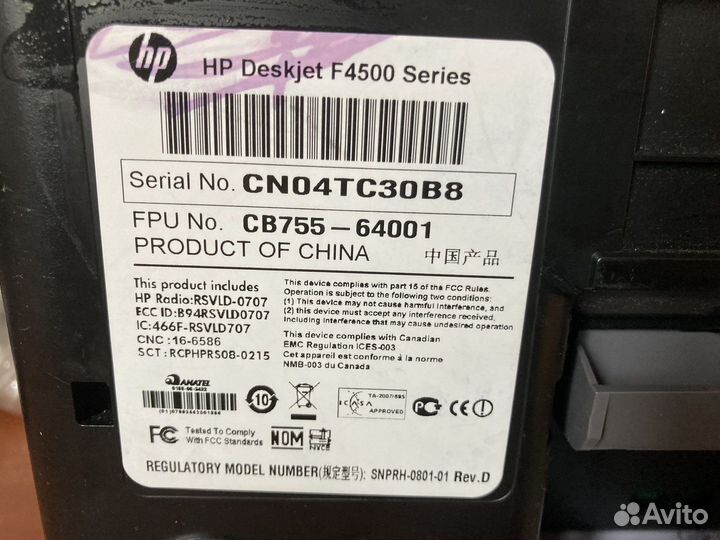 hp
HP Deskjet F4500 Series
Serial No. CN04TC30B8
FPU No. CB755-64001
PRODUCT OF CHINA 中国产品
This product includes
HP Radio:RSVLD-0707
ECC ID:B94RSVLD0707
IC:466F-RSVLD707
CNC :16-6586
SCT :RCPHPRS08-0215
This device complies with part 15 of the FCC Rules.
Operation is subject to the following two conditions:
(1) This device may not cause harmful interference, and
(2) this device must accept any interference received,
including interference that may cause undesired operation
This device complies with Canadian
EMC Regulation ICES-003
Cet appareil est conforme à la norme
NMB-003 du Canada
ANATEL
10
ICASA
TA-2007/695
APPROVED
CE
FC Tested To Comply
With FCC Standards
NOM
NYCE
REGULATORY MODEL NUMBER(规定型号): SNPRH-0801-01 Rev.D
Avito